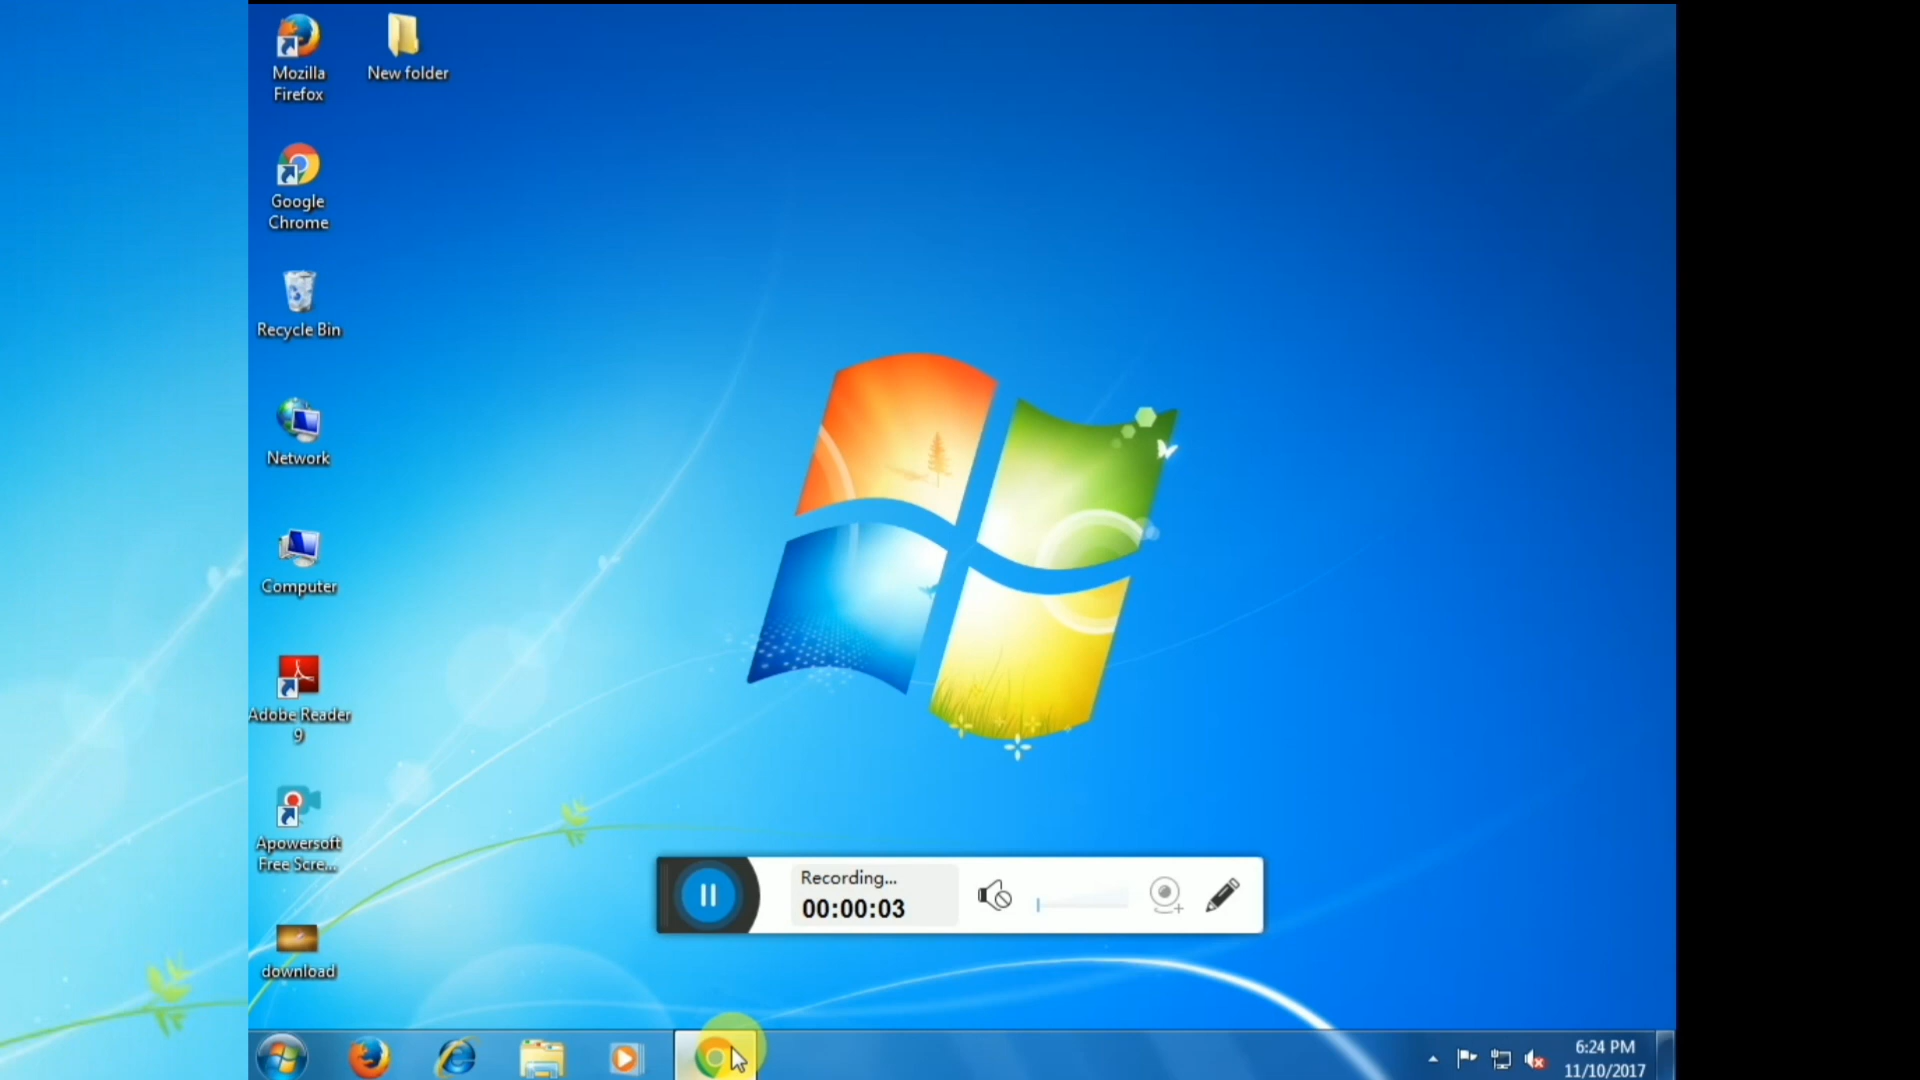 Mozilla
Firefox
New folder
Google
Chrome
Recycle Bin
Network
Computer
Adobe Reader
9
Apowersoft
Free Scre...
download
Recording...
00:00:03
6:24 PM
11/10/2017